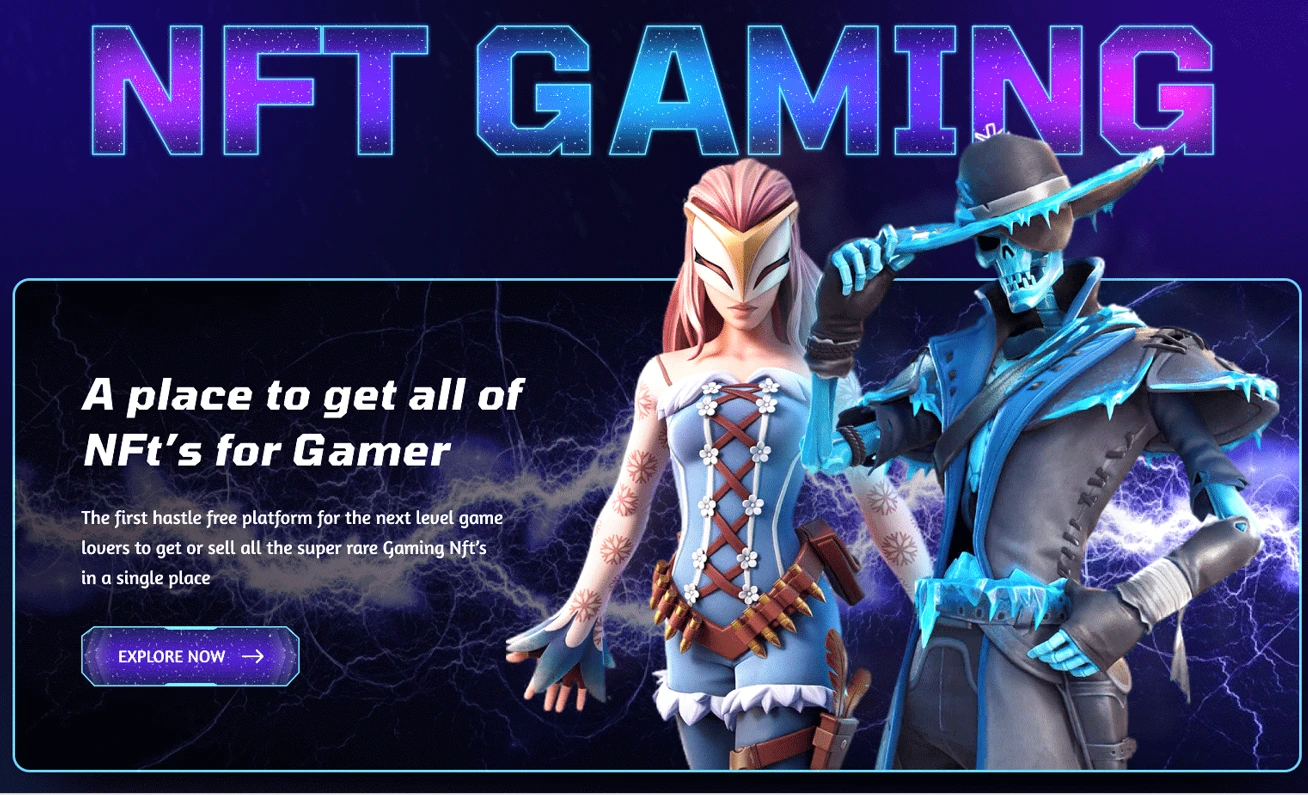 NFT GAMING
A place to get all of
NFt's for Gamer
The first hastle free platform for the next level game
lovers to get or sell all the super rare Gaming Nft's
in a single place
EXPLORE NOW →